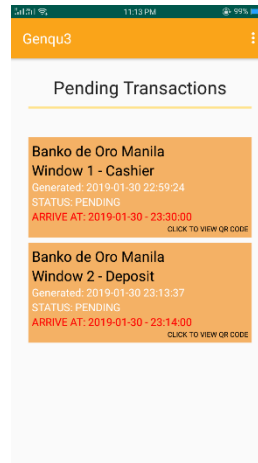 11:13 PM
99%
Genqu3
Pending Transactions
Banko de Oro Manila
Window 1 - Cashier
Generated: 2019-01-30 22:59:24
STATUS: PENDING
ARRIVE AT: 2019-01-30 - 23:30:00
CLICK TO VIEW QR CODE
Banko de Oro Manila
Window 2 - Deposit
Generated: 2019-01-30 23:13:37
STATUS: PENDING
ARRIVE AT: 2019-01-30 - 23:14:00
CLICK TO VIEW QR CODE